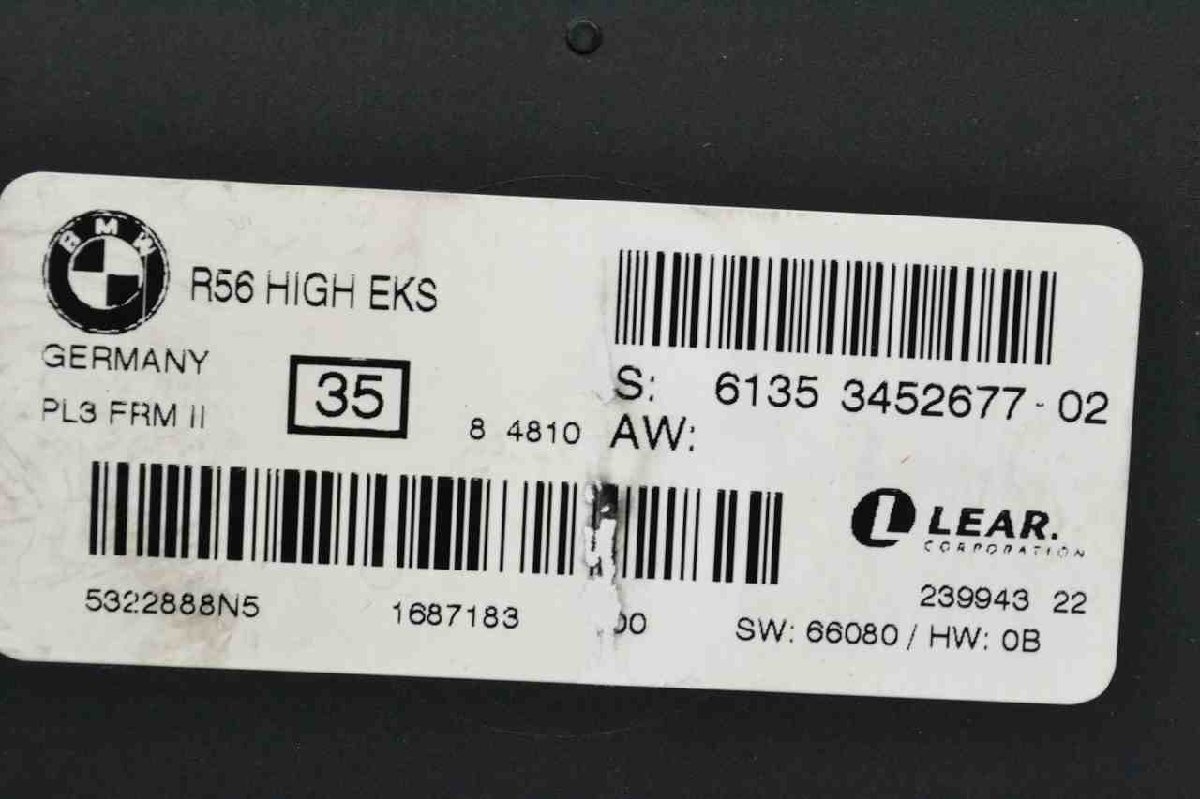 BMW
R56 HIGH EKS
GERMANY
PL3 FRM II
35
8 4810
S: 6135 3452677-02
AW:
LEAR.
CORPORATION
5322888N5 1687183 00
239943 22
SW: 66080 / HW: 0B